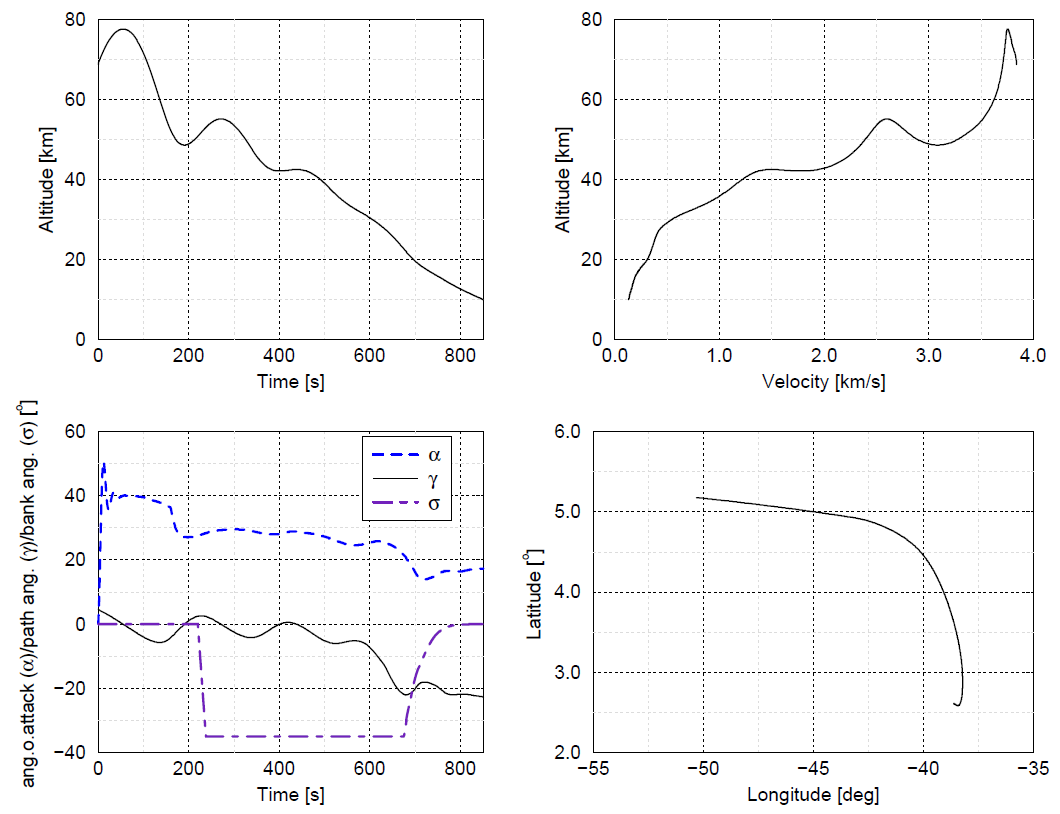 80
60
40
20
0
Altitude [km]
0 200 400 600 800
Time [s]
80
60
40
20
0
Altitude [km]
0.0 1.0 2.0 3.0 4.0
Velocity [km/s]
60
40
20
0
−20
−40
ang.o.attack (α)/path ang. (γ)/bank ang. (σ) [°]
α
γ
σ
0 200 400 600 800
Time [s]
6.0
5.0
4.0
3.0
2.0
Latitude [°]
−55 −50 −45 −40 −35
Longitude [deg]